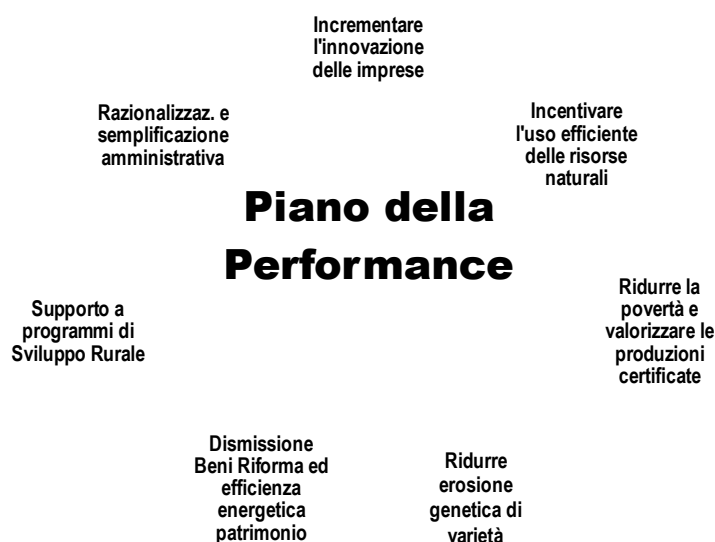 Incrementare
l'innovazione
delle imprese
Razionalizzaz. e
semplificazione
amministrativa
Incentivare
l'uso efficiente
delle risorse
naturali
Piano della
Performance
Ridurre la
povertà e
valorizzare le
produzioni
certificate
Supporto a
programmi di
Sviluppo Rurale
Dismissione
Beni Riforma ed
efficienza
energetica
patrimonio
Ridurre
erosione
genetica di
varietà